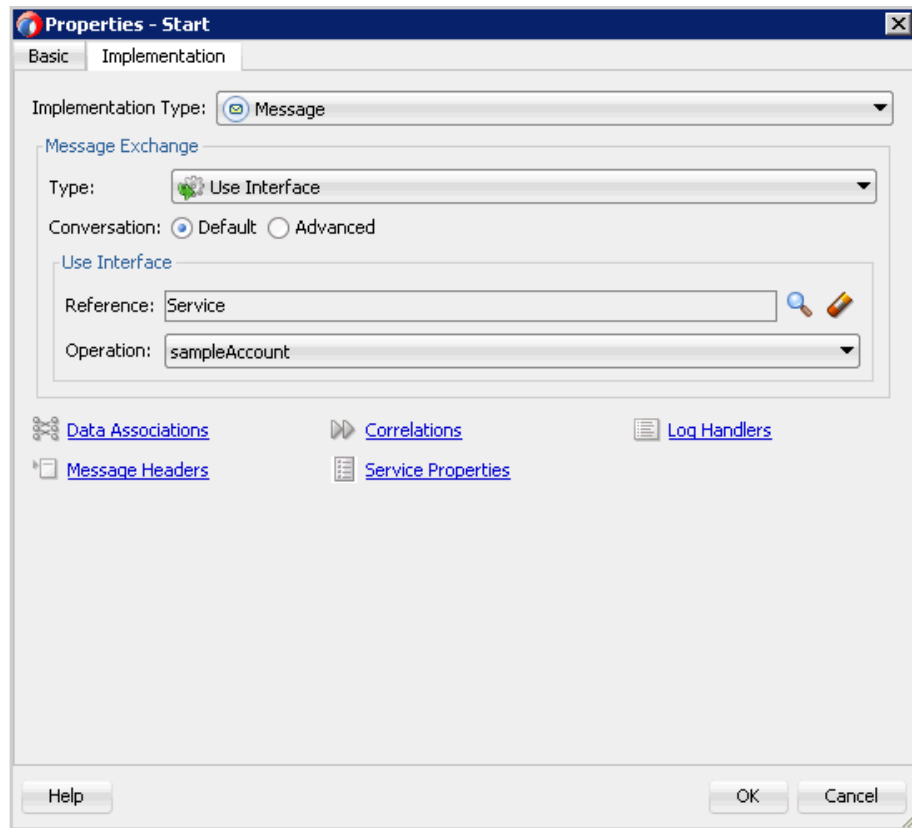 Properties - Start
Basic Implementation
Implementation Type: Message
Message Exchange
Type: Use Interface
Conversation: Default Advanced
Use Interface
Reference: Service
Operation: sampleAccount
Data Associations Correlations Log Handlers
Message Headers Service Properties
Help OK Cancel